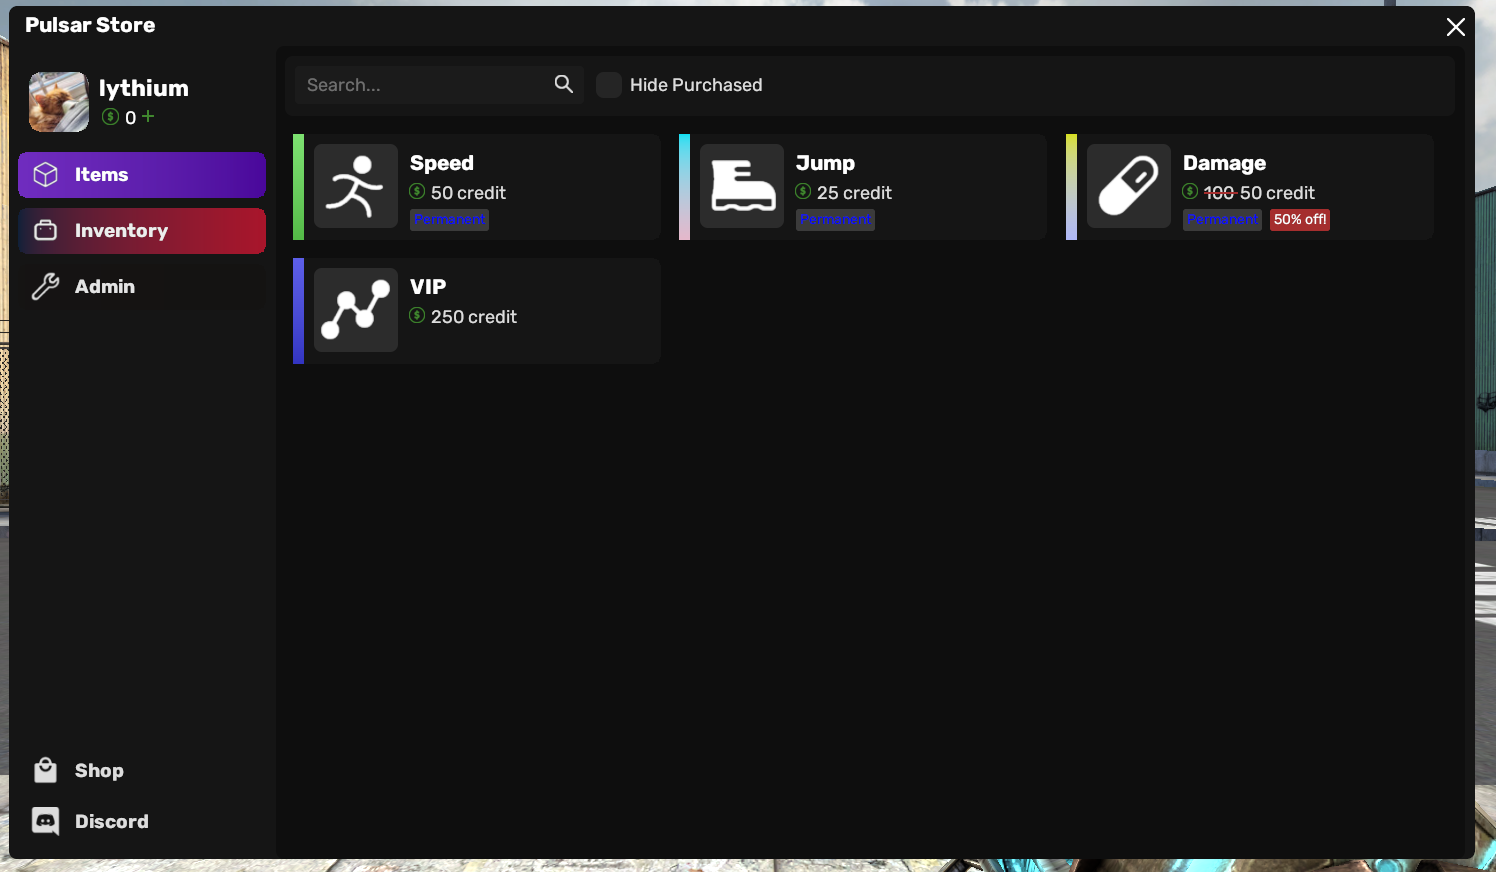 Pulsar Store
lythium
0 +
Items
Inventory
Admin
Shop
Discord
Search...
Hide Purchased
Speed
50 credit
Permanent
Jump
25 credit
Permanent
Damage
100 50 credit
Permanent 50% off!
VIP
250 credit